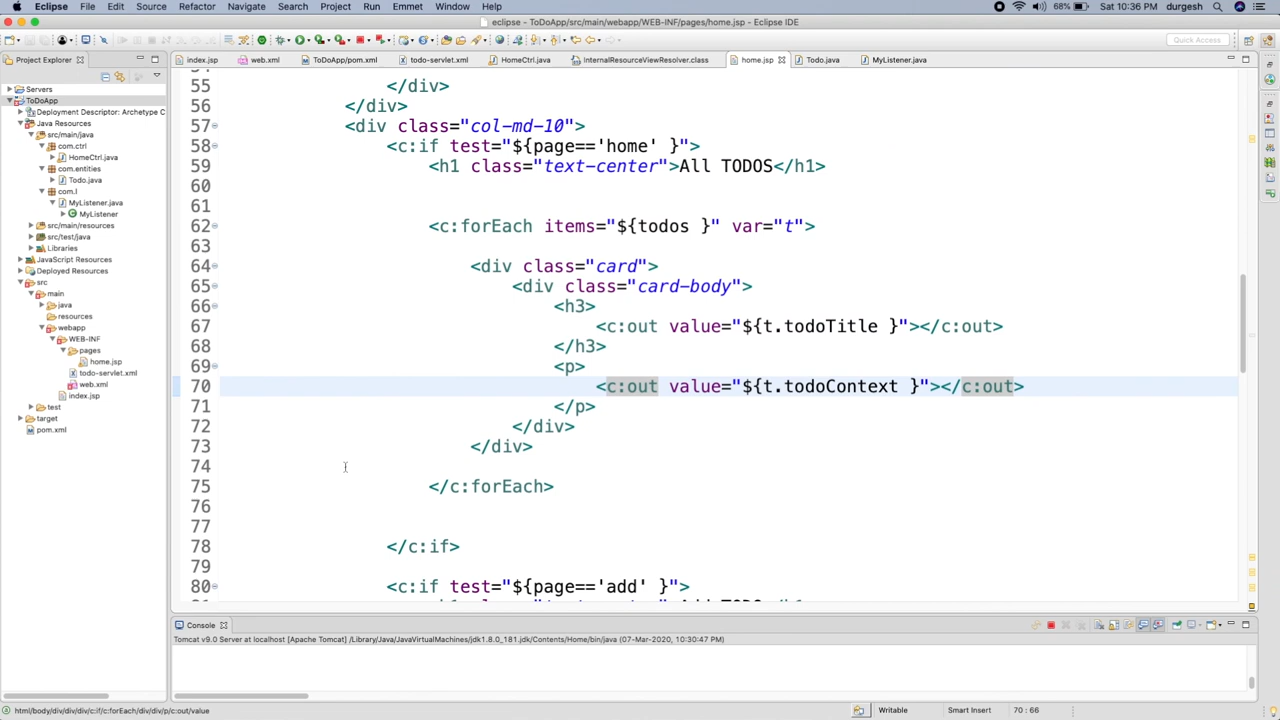 Eclipse File Edit Source Refactor Navigate Search Project Run Emmet Window Help
68% Sat 10:36 PM durgesh
eclipse - ToDoApp/src/main/webapp/WEB-INF/pages/home.jsp - Eclipse IDE
Quick Access
Project Explorer
index.jsp web.xml ToDoApp/pom.xml todo-servlet.xml HomeCtrl.java InternalResourceViewResolver.class home.jsp Todo.java MyListener.java
Servers
ToDoApp
Deployment Descriptor: Archetype C
Java Resources
src/main/java
com.ctrl
HomeCtrl.java
com.entities
Todo.java
com.l
MyListener.java
MyListener
src/main/resources
src/test/java
Libraries
JavaScript Resources
Deployed Resources
src
main
java
resources
webapp
WEB-INF
pages
home.jsp
todo-servlet.xml
web.xml
index.jsp
test
target
pom.xml
55 </div>
56 </div>
57 <div class="col-md-10">
58 <c:if test="${page=='home' }">
59 <h1 class="text-center">All TODOS</h1>
60
61
62 <c:forEach items="${todos }" var="t">
63
64 <div class="card">
65 <div class="card-body">
66 <h3>
67 <c:out value="${t.todoTitle }"></c:out>
68 </h3>
69 <p>
70 <c:out value="${t.todoContext }"></c:out>
71 </p>
72 </div>
73 </div>
74
75 </c:forEach>
76
77
78 </c:if>
79
80 <c:if test="${page=='add' }">
Console
Tomcat v9.0 Server at localhost [Apache Tomcat] /Library/Java/JavaVirtualMachines/jdk1.8.0_181.jdk/Contents/Home/bin/java (07-Mar-2020, 10:30:47 PM)
html/body/div/div/div/c:if/c:forEach/div/div/p/c:out/value
Writable Smart Insert 70 : 66